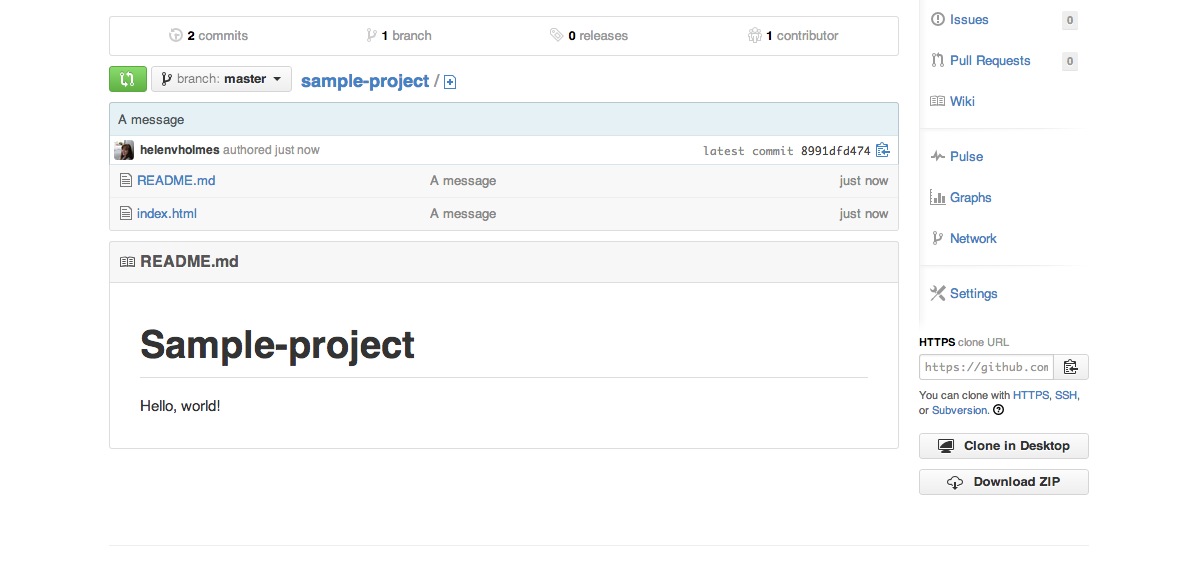 2 commits 1 branch 0 releases 1 contributor
branch: master sample-project /
A message
helenvholmes authored just now latest commit 8991dfd474
README.md A message just now
index.html A message just now
README.md
Sample-project
Hello, world!
Issues 0
Pull Requests 0
Wiki
Pulse
Graphs
Network
Settings
HTTPS clone URL
https://github.com
You can clone with HTTPS, SSH,
or Subversion.
Clone in Desktop
Download ZIP